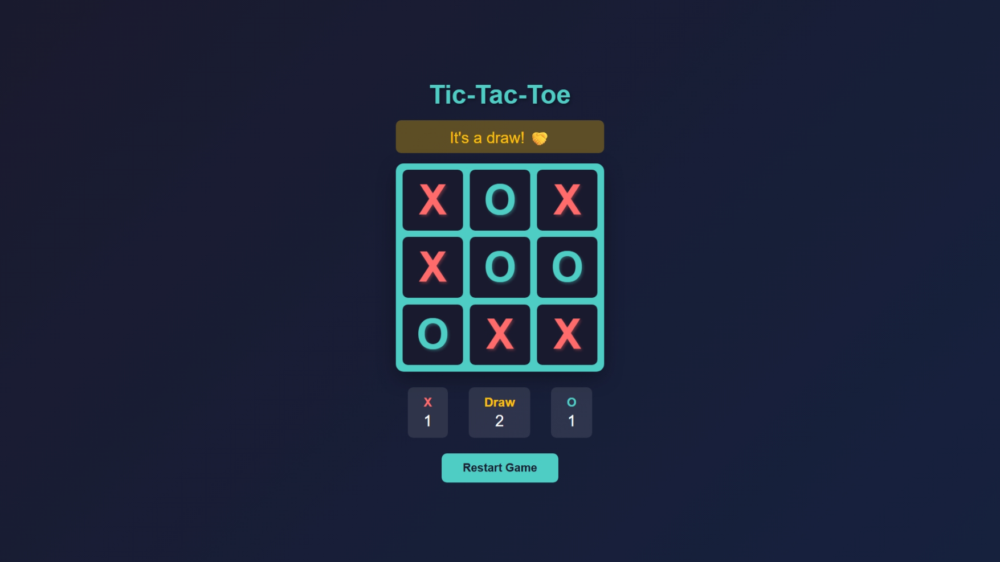 Tic-Tac-Toe
It's a draw! 🤝
X O X
X O O
O X X
X Draw O
1 2 1
Restart Game